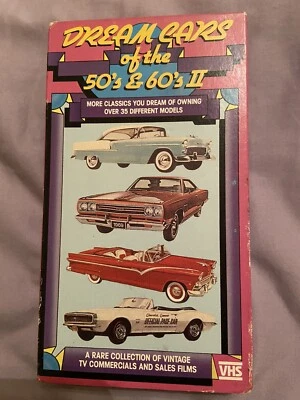 DREAM CARS
of the
50's & 60's II
MORE CLASSICS YOU DREAM OF OWNING
OVER 35 DIFFERENT MODELS
1969
OFFICIAL PACE CAR
A RARE COLLECTION OF VINTAGE
TV COMMERCIALS AND SALES FILMS
VHS